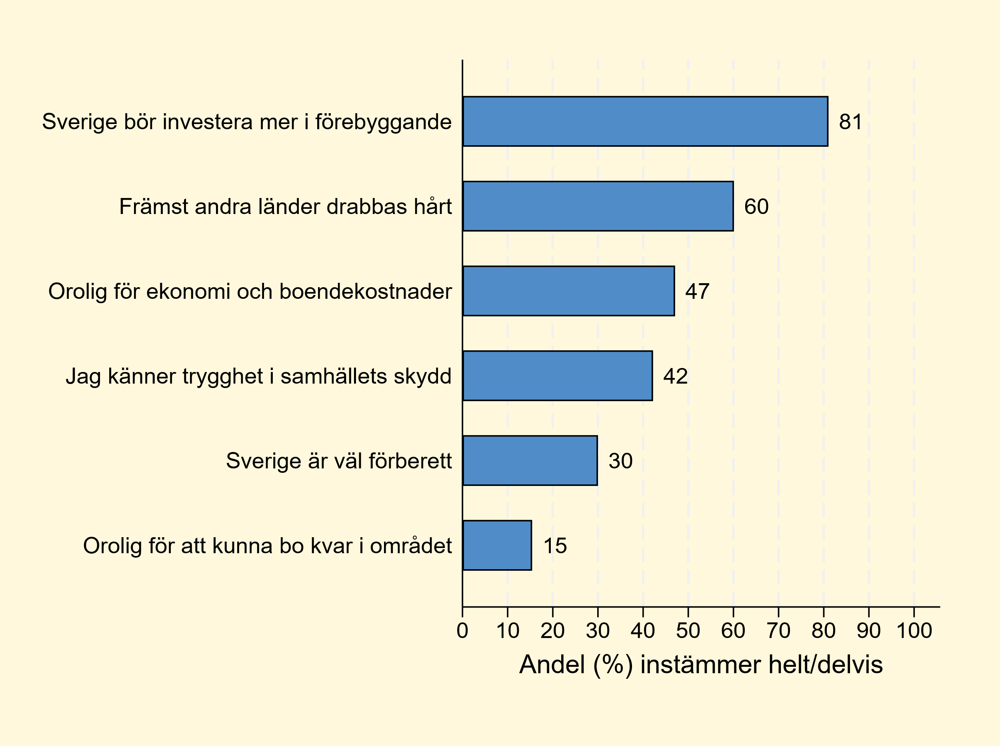 Sverige bör investera mer i förebyggande 81
Främst andra länder drabbas hårt 60
Orolig för ekonomi och boendekostnader 47
Jag känner trygghet i samhällets skydd 42
Sverige är väl förberett 30
Orolig för att kunna bo kvar i området 15
0 10 20 30 40 50 60 70 80 90 100
Andel (%) instämmer helt/delvis